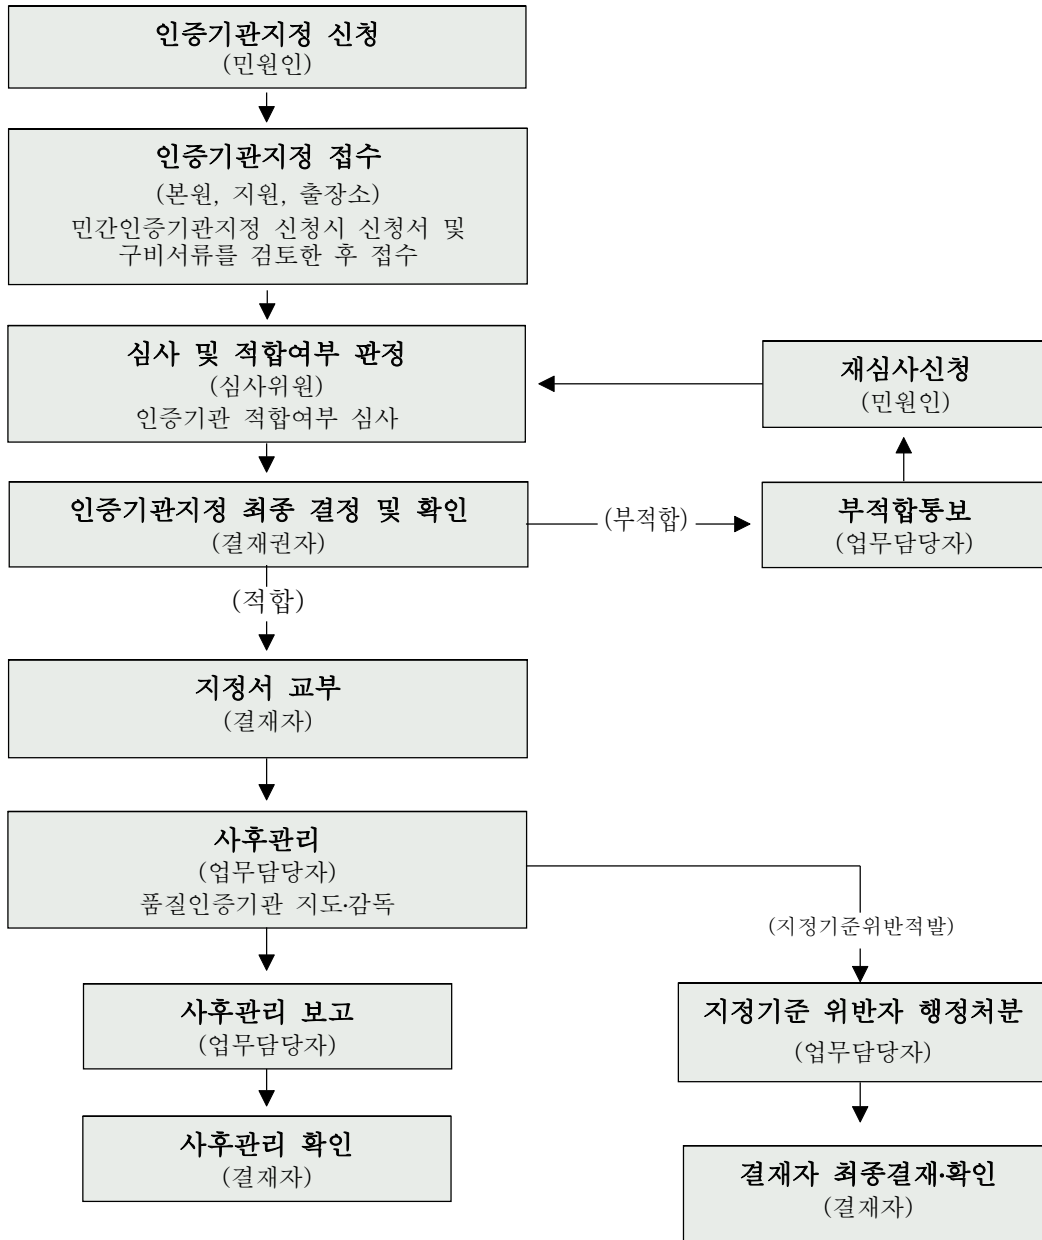 인증기관지정 신청
(민원인)
인증기관지정 접수
(본원, 지원, 출장소)
민간인증기관지정 신청시 신청서 및
구비서류를 검토한 후 접수
심사 및 적합여부 판정
(심사위원)
인증기관 적합여부 심사
재심사신청
(민원인)
인증기관지정 최종 결정 및 확인
(결재권자)
(부적합)
부적합통보
(업무담당자)
(적합)
지정서 교부
(결재자)
사후관리
(업무담당자)
품질인증기관 지도·감독
(지정기준위반적발)
사후관리 보고
(업무담당자)
지정기준 위반자 행정처분
(업무담당자)
사후관리 확인
(결재자)
결재자 최종결재·확인
(결재자)